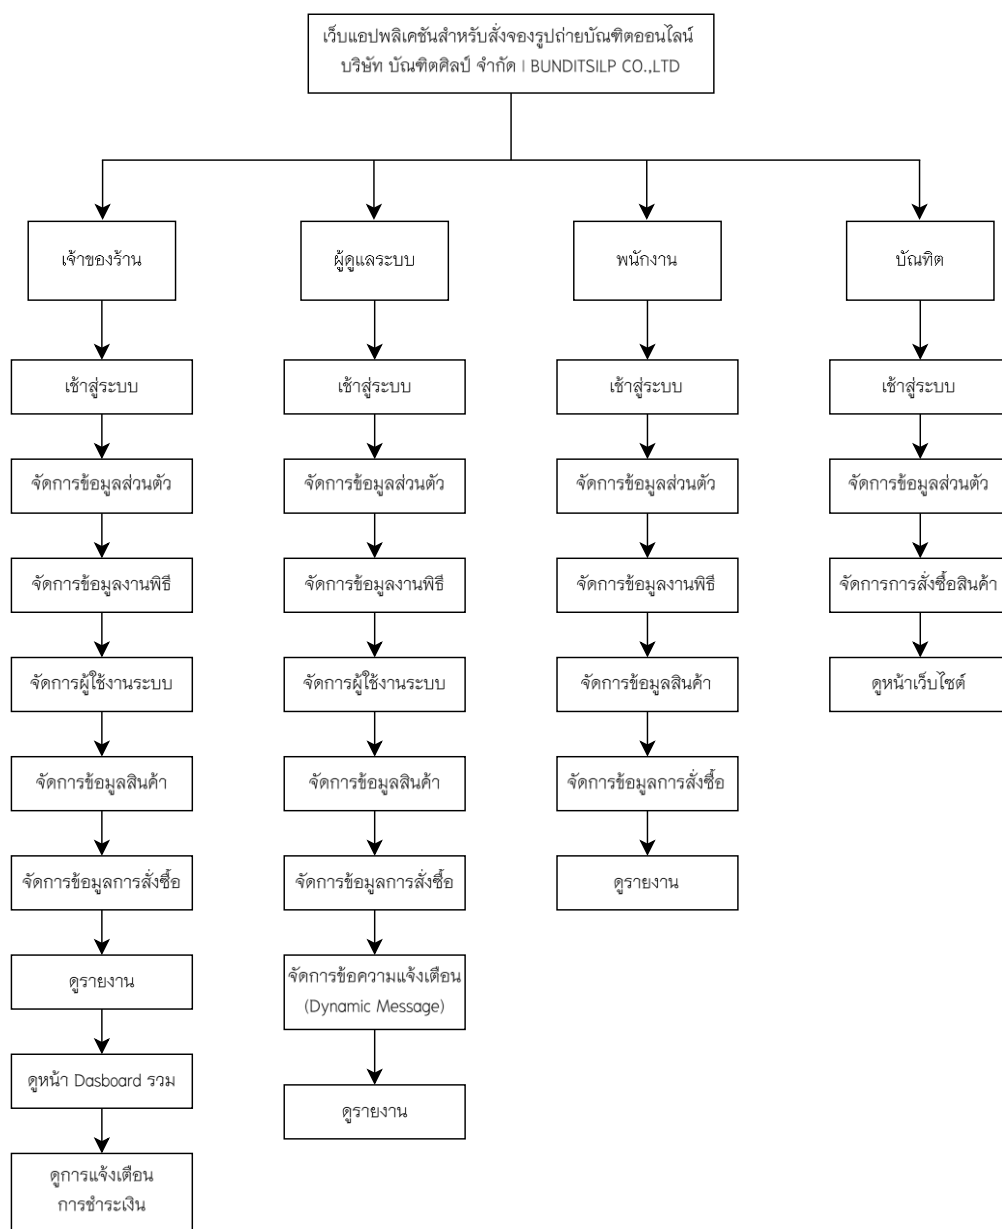 เว็บแอปพลิเคชันสำหรับสั่งจองรูปถ่ายบัณฑิตออนไลน์
บริษัท บัณฑิตศิลป์ จำกัด | BUNDITSILP CO.,LTD
เจ้าของร้าน
ผู้ดูแลระบบ
พนักงาน
บัณฑิต
เข้าสู่ระบบ
เข้าสู่ระบบ
เข้าสู่ระบบ
เข้าสู่ระบบ
จัดการข้อมูลส่วนตัว
จัดการข้อมูลส่วนตัว
จัดการข้อมูลส่วนตัว
จัดการข้อมูลส่วนตัว
จัดการข้อมูลงานพิธี
จัดการข้อมูลงานพิธี
จัดการข้อมูลงานพิธี
จัดการการสั่งซื้อสินค้า
จัดการผู้ใช้งานระบบ
จัดการผู้ใช้งานระบบ
จัดการข้อมูลสินค้า
ดูหน้าเว็บไซต์
จัดการข้อมูลสินค้า
จัดการข้อมูลสินค้า
จัดการข้อมูลการสั่งซื้อ
จัดการข้อมูลการสั่งซื้อ
จัดการข้อมูลการสั่งซื้อ
ดูรายงาน
ดูรายงาน
จัดการข้อความแจ้งเตือน
(Dynamic Message)
ดูหน้า Dasboard รวม
ดูรายงาน
ดูการแจ้งเตือน
การชำระเงิน